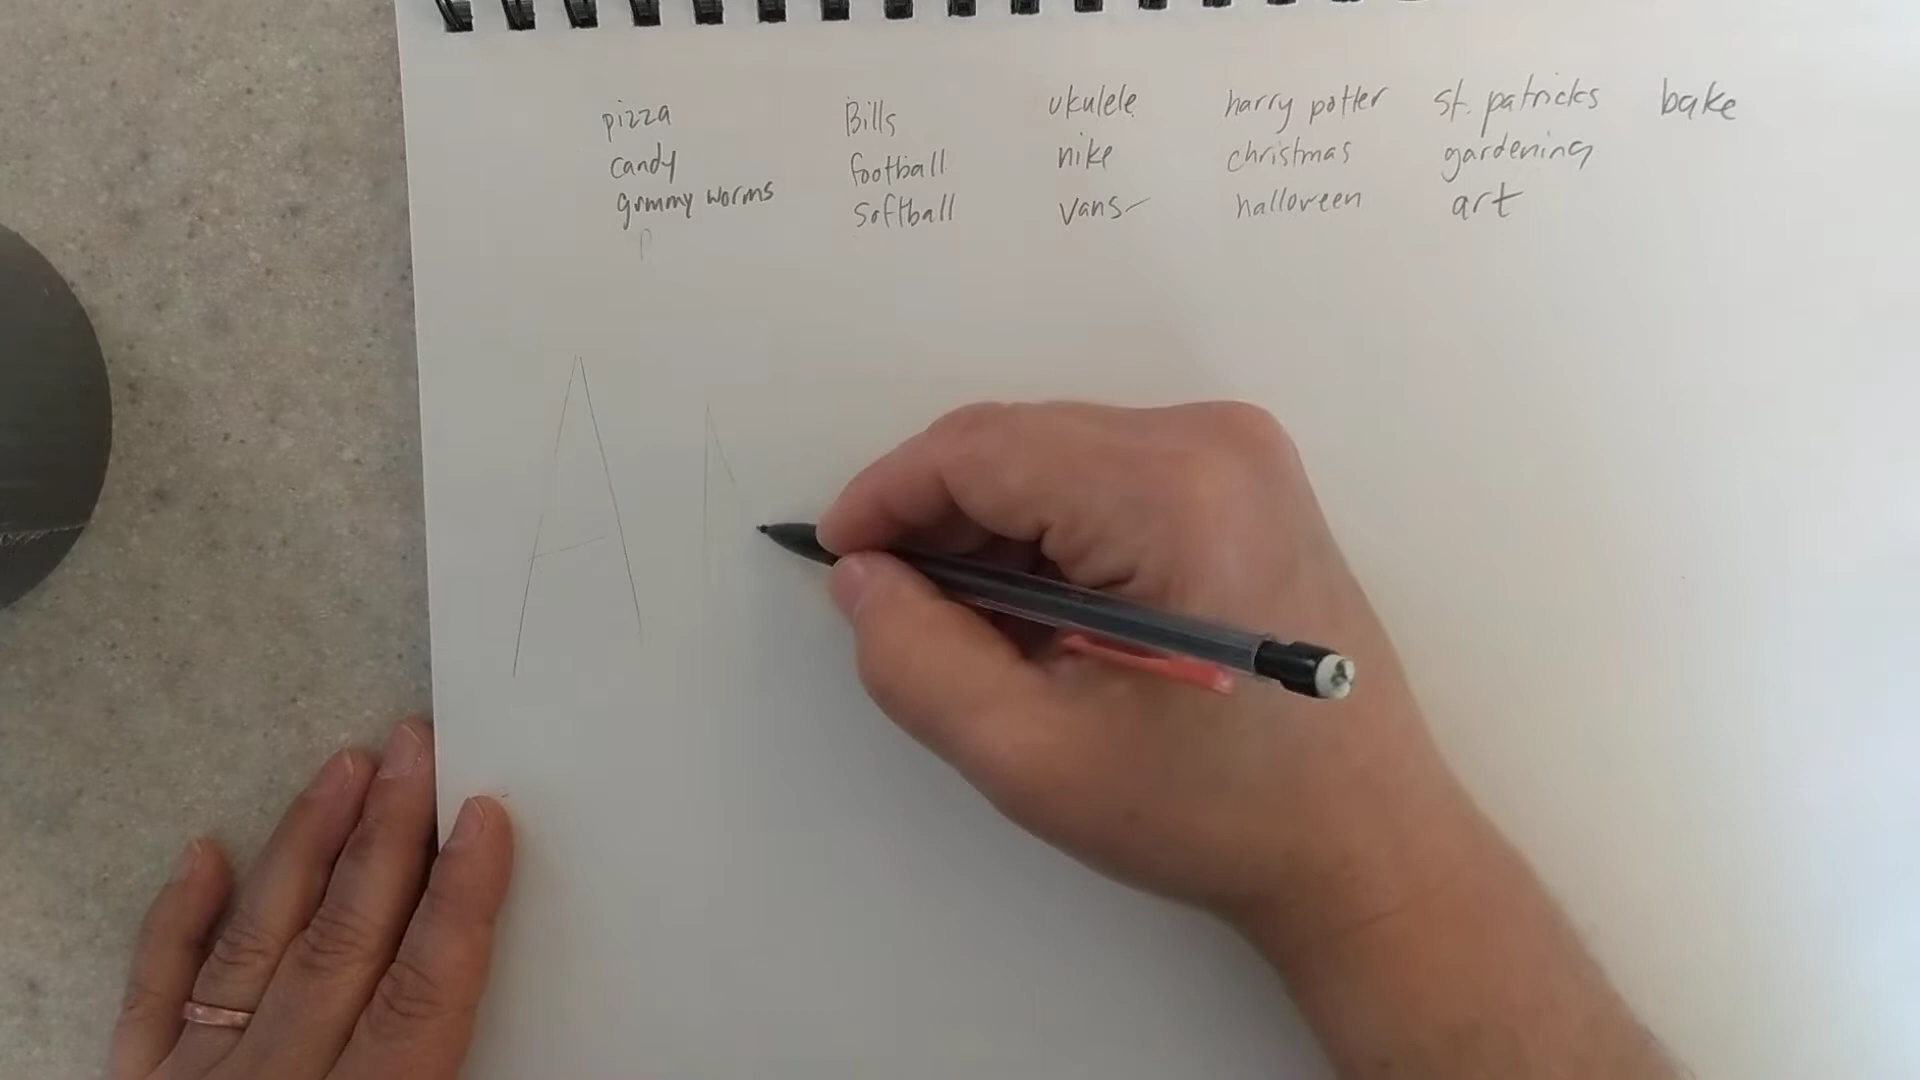 pizza
candy
gummy worms
p
Bills
football
softball
ukulele
nike
vans
harry potter
christmas
halloween
st. patricks
gardening
art
bake
A